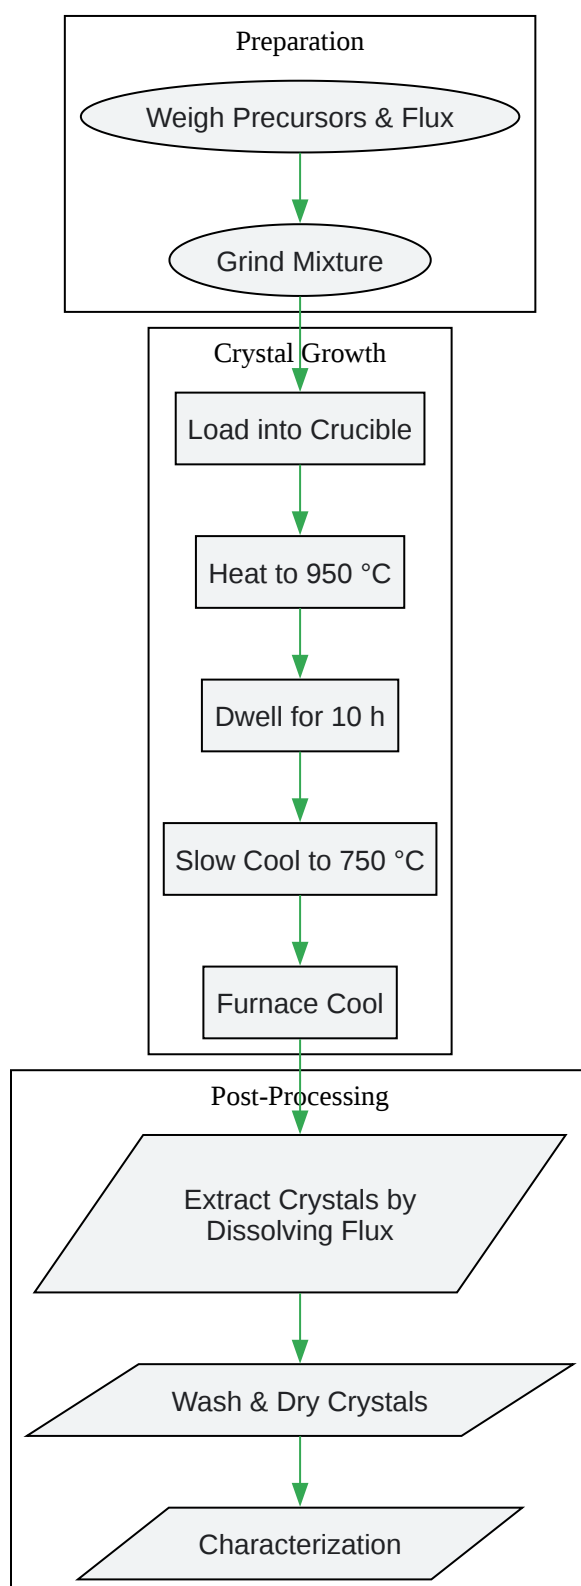 Preparation
Weigh Precursors & Flux
Grind Mixture
Crystal Growth
Load into Crucible
Heat to 950 °C
Dwell for 10 h
Slow Cool to 750 °C
Furnace Cool
Post-Processing
Extract Crystals by
Dissolving Flux
Wash & Dry Crystals
Characterization